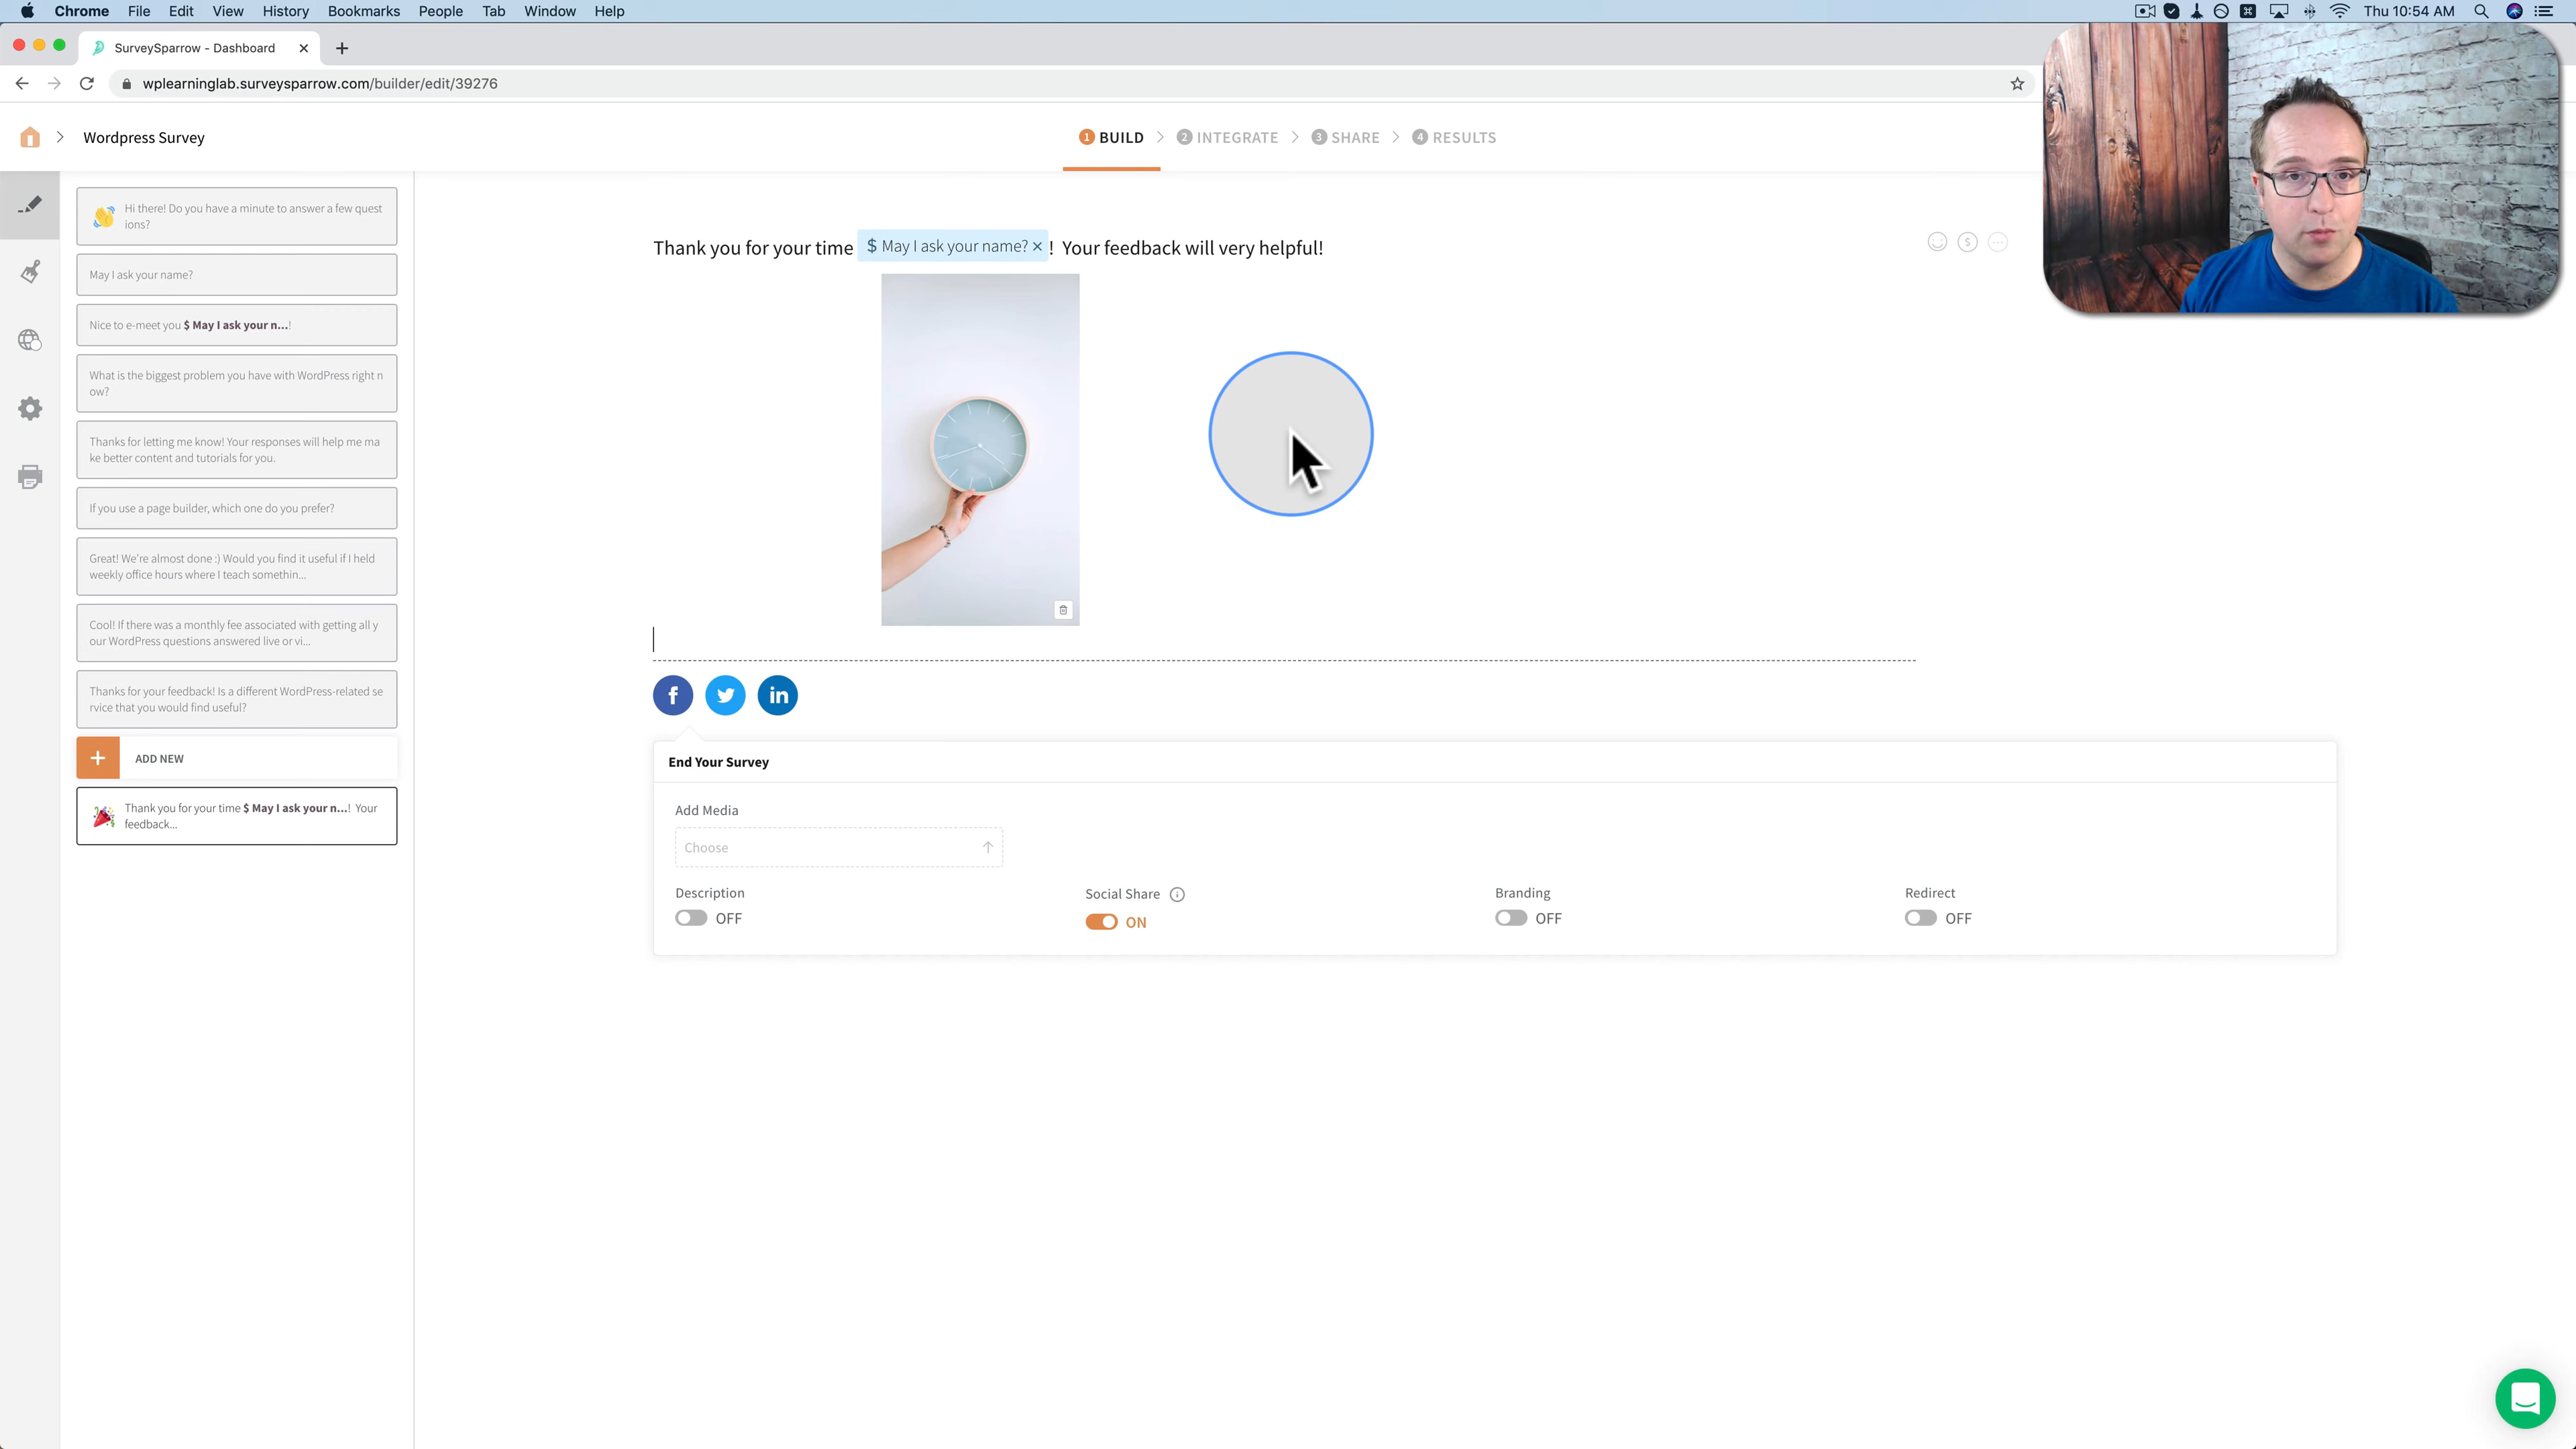 Chrome File Edit View History Bookmarks People Tab Window Help Thu 10:54 AM
SurveySparrow - Dashboard
wplearninglab.surveysparrow.com/builder/edit/39276
Wordpress Survey
1 BUILD 2 INTEGRATE 3 SHARE 4 RESULTS
Hi there! Do you have a minute to answer a few quest
ions?
May I ask your name?
Nice to e-meet you $ May I ask your n...!
What is the biggest problem you have with WordPress right n
ow?
Thanks for letting me know! Your responses will help me ma
ke better content and tutorials for you.
If you use a page builder, which one do you prefer?
Great! We're almost done :) Would you find it useful if I held
weekly office hours where I teach somethin...
Cool! If there was a monthly fee associated with getting all y
our WordPress questions answered live or vi...
Thanks for your feedback! Is a different WordPress-related se
rvice that you would find useful?
+ ADD NEW
Thank you for your time $ May I ask your n...! Your
feedback...
Thank you for your time $ May I ask your name? × ! Your feedback will very helpful!
$
f in
End Your Survey
Add Media
Choose
Description Social Share Branding Redirect
OFF ON OFF OFF